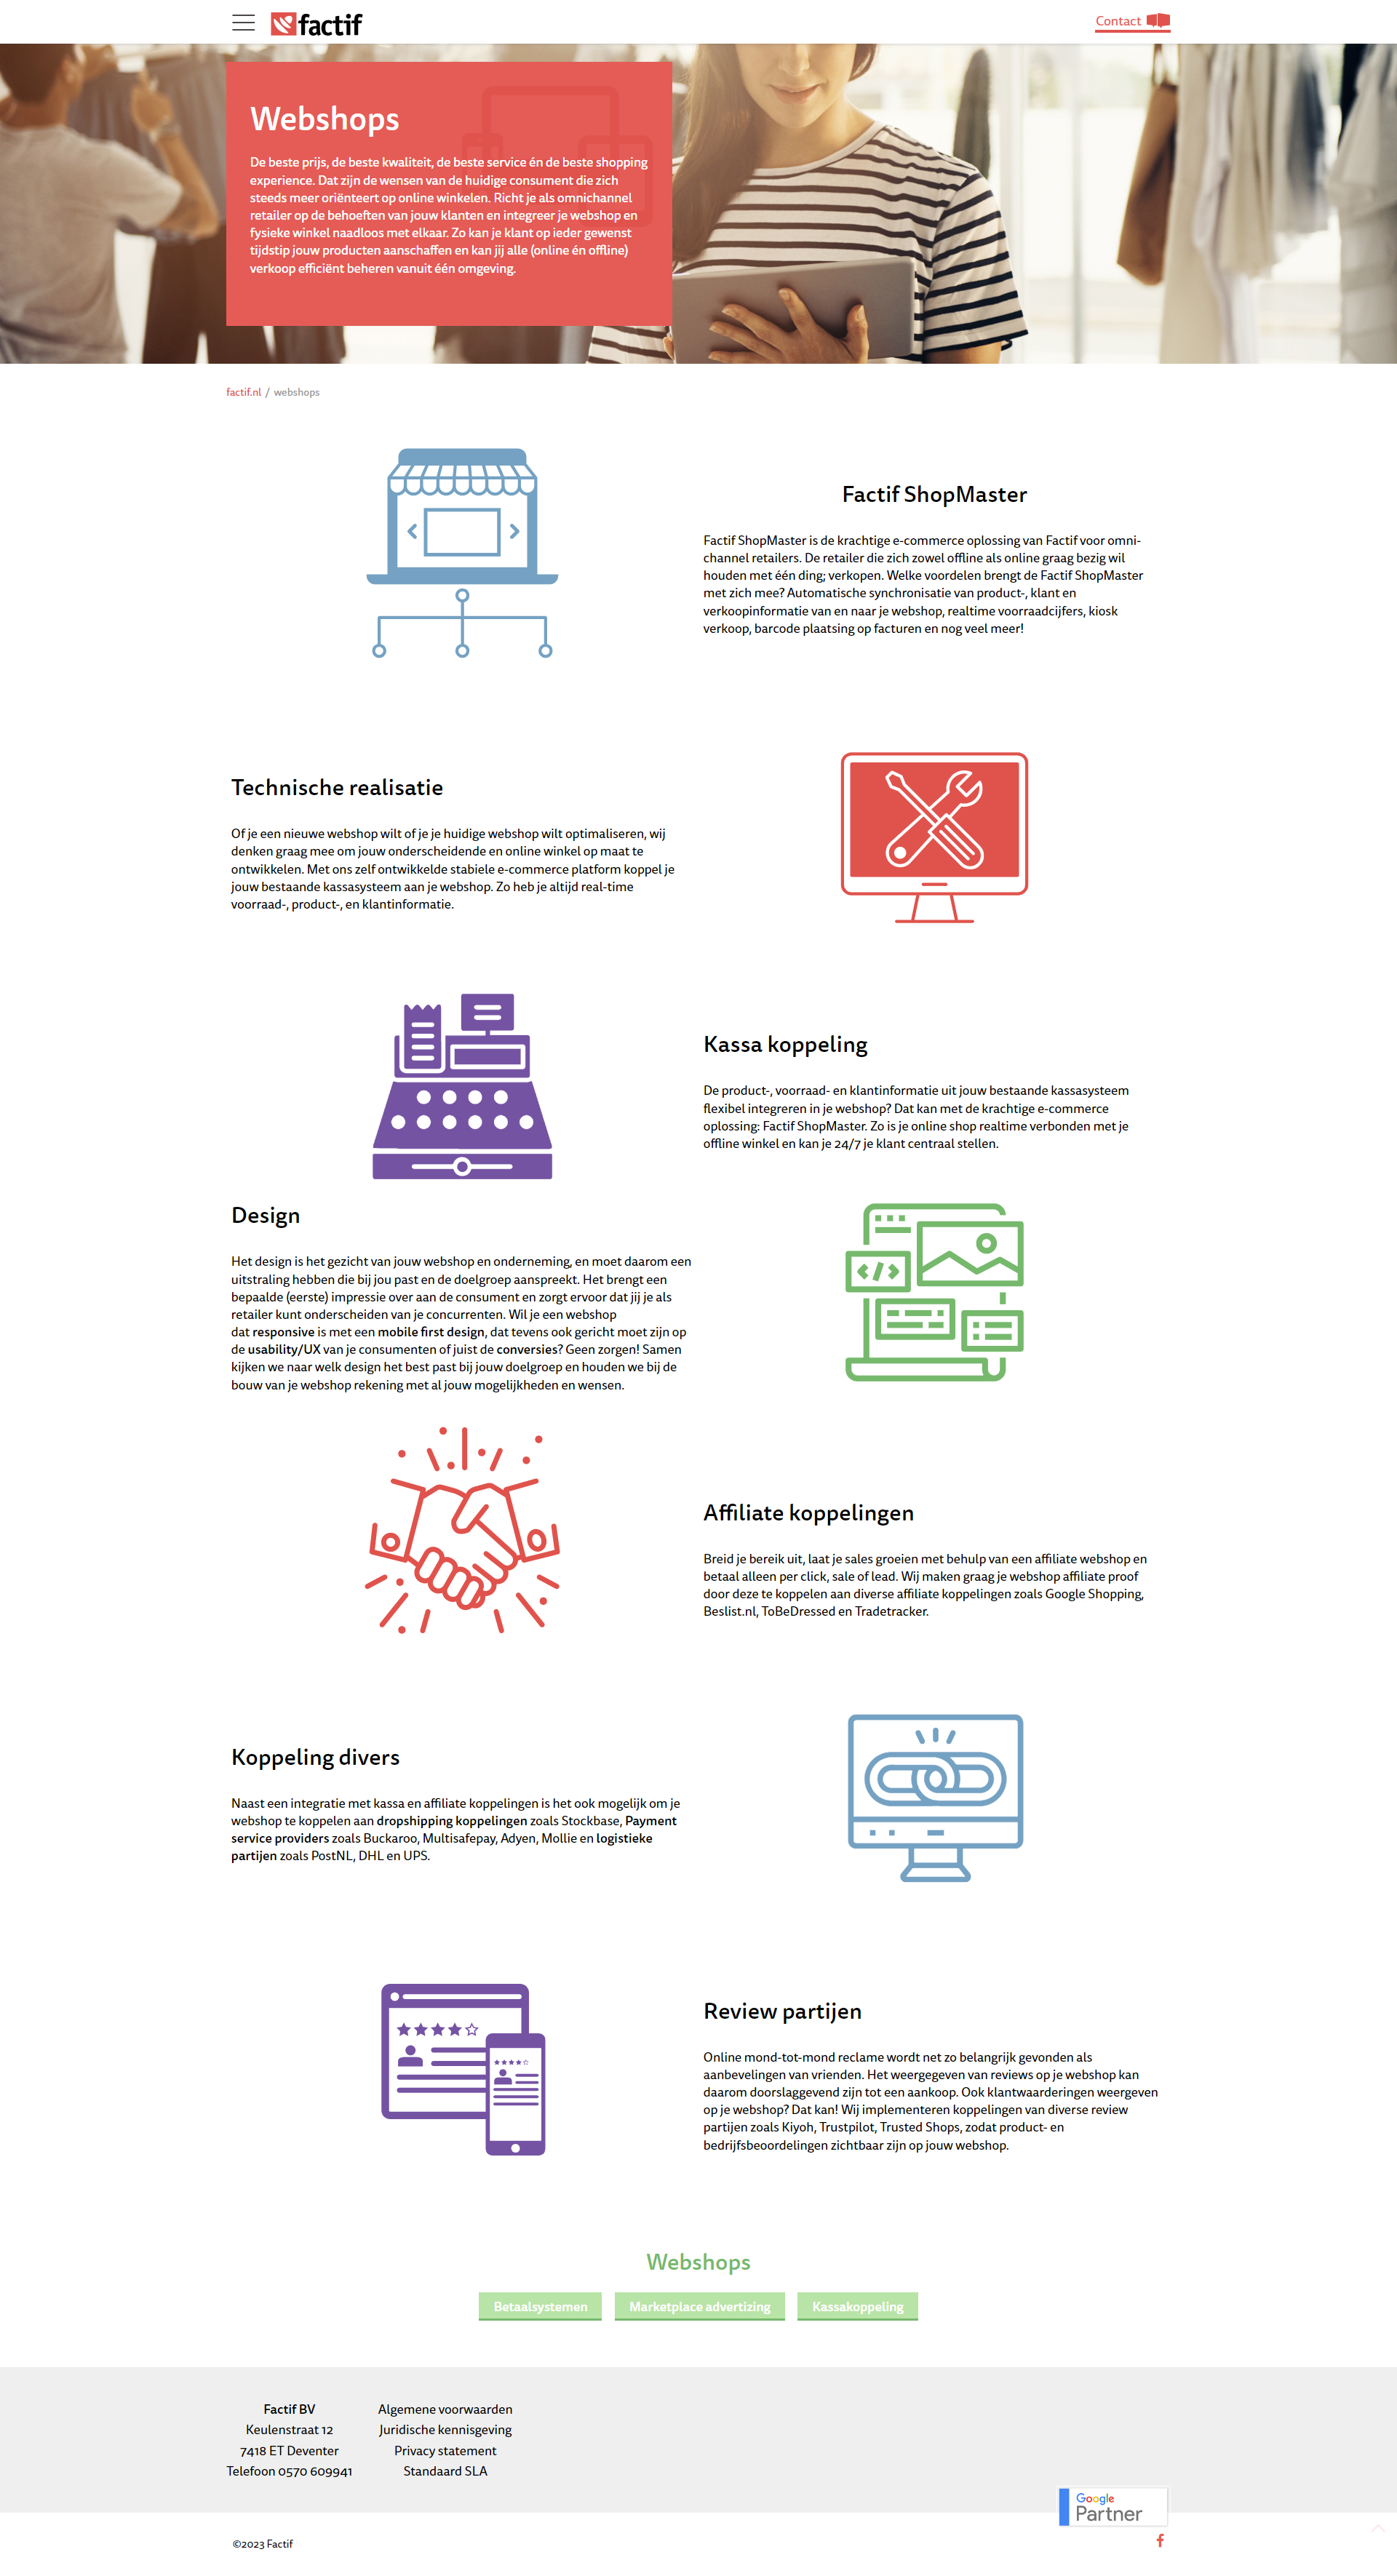 factif
Contact
Webshops
De beste prijs, de beste kwaliteit, de beste service én de beste shopping
experience. Dat zijn de wensen van de huidige consument die zich
steeds meer oriënteert op online winkelen. Richt je als omnichannel
retailer op de behoeften van jouw klanten en integreer je webshop en
fysieke winkel naadloos met elkaar. Zo kan je klant op ieder gewenst
tijdstip jouw producten aanschaffen en kan jij alle (online én offline)
verkoop efficiënt beheren vanuit één omgeving.
factif.nl / webshops
Factif ShopMaster
Factif ShopMaster is de krachtige e-commerce oplossing van Factif voor omni-
channel retailers. De retailer die zich zowel offline als online graag bezig wil
houden met één ding; verkopen. Welke voordelen brengt de Factif ShopMaster
met zich mee? Automatische synchronisatie van product-, klant en
verkoopinformatie van en naar je webshop, realtime voorraadcijfers, kiosk
verkoop, barcode plaatsing op facturen en nog veel meer!
Technische realisatie
Of je een nieuwe webshop wilt of je je huidige webshop wilt optimaliseren, wij
denken graag mee om jouw onderscheidende en online winkel op maat te
ontwikkelen. Met ons zelf ontwikkelde stabiele e-commerce platform koppel je
jouw bestaande kassasysteem aan je webshop. Zo heb je altijd real-time
voorraad-, product-, en klantinformatie.
Kassa koppeling
De product-, voorraad- en klantinformatie uit jouw bestaande kassasysteem
flexibel integreren in je webshop? Dat kan met de krachtige e-commerce
oplossing: Factif ShopMaster. Zo is je online shop realtime verbonden met je
offline winkel en kan je 24/7 je klant centraal stellen.
Design
Het design is het gezicht van jouw webshop en onderneming, en moet daarom een
uitstraling hebben die bij jou past en de doelgroep aanspreekt. Het brengt een
bepaalde (eerste) impressie over aan de consument en zorgt ervoor dat jij je als
retailer kunt onderscheiden van je concurrenten. Wil je een webshop
dat responsive is met een mobile first design, dat tevens ook gericht moet zijn op
de usability/UX van je consumenten of juist de conversies? Geen zorgen! Samen
kijken we naar welk design het best past bij jouw doelgroep en houden we bij de
bouw van je webshop rekening met al jouw mogelijkheden en wensen.
Affiliate koppelingen
Breid je bereik uit, laat je sales groeien met behulp van een affiliate webshop en
betaal alleen per click, sale of lead. Wij maken graag je webshop affiliate proof
door deze te koppelen aan diverse affiliate koppelingen zoals Google Shopping,
Beslist.nl, ToBeDressed en Tradetracker.
Koppeling divers
Naast een integratie met kassa en affiliate koppelingen is het ook mogelijk om je
webshop te koppelen aan dropshipping koppelingen zoals Stockbase, Payment
service providers zoals Buckaroo, Multisafepay, Adyen, Mollie en logistieke
partijen zoals PostNL, DHL en UPS.
Review partijen
Online mond-tot-mond reclame wordt net zo belangrijk gevonden als
aanbevelingen van vrienden. Het weergegeven van reviews op je webshop kan
daarom doorslaggevend zijn tot een aankoop. Ook klantwaarderingen weergeven
op je webshop? Dat kan! Wij implementeren koppelingen van diverse review
partijen zoals Kiyoh, Trustpilot, Trusted Shops, zodat product- en
bedrijfsbeoordelingen zichtbaar zijn op jouw webshop.
Webshops
Betaalsystemen
Marketplace advertizing
Kassakoppeling
Factif BV
Keulenstraat 12
7418 ET Deventer
Telefoon 0570 609941
Algemene voorwaarden
Juridische kennisgeving
Privacy statement
Standaard SLA
Google
Partner
©2023 Factif